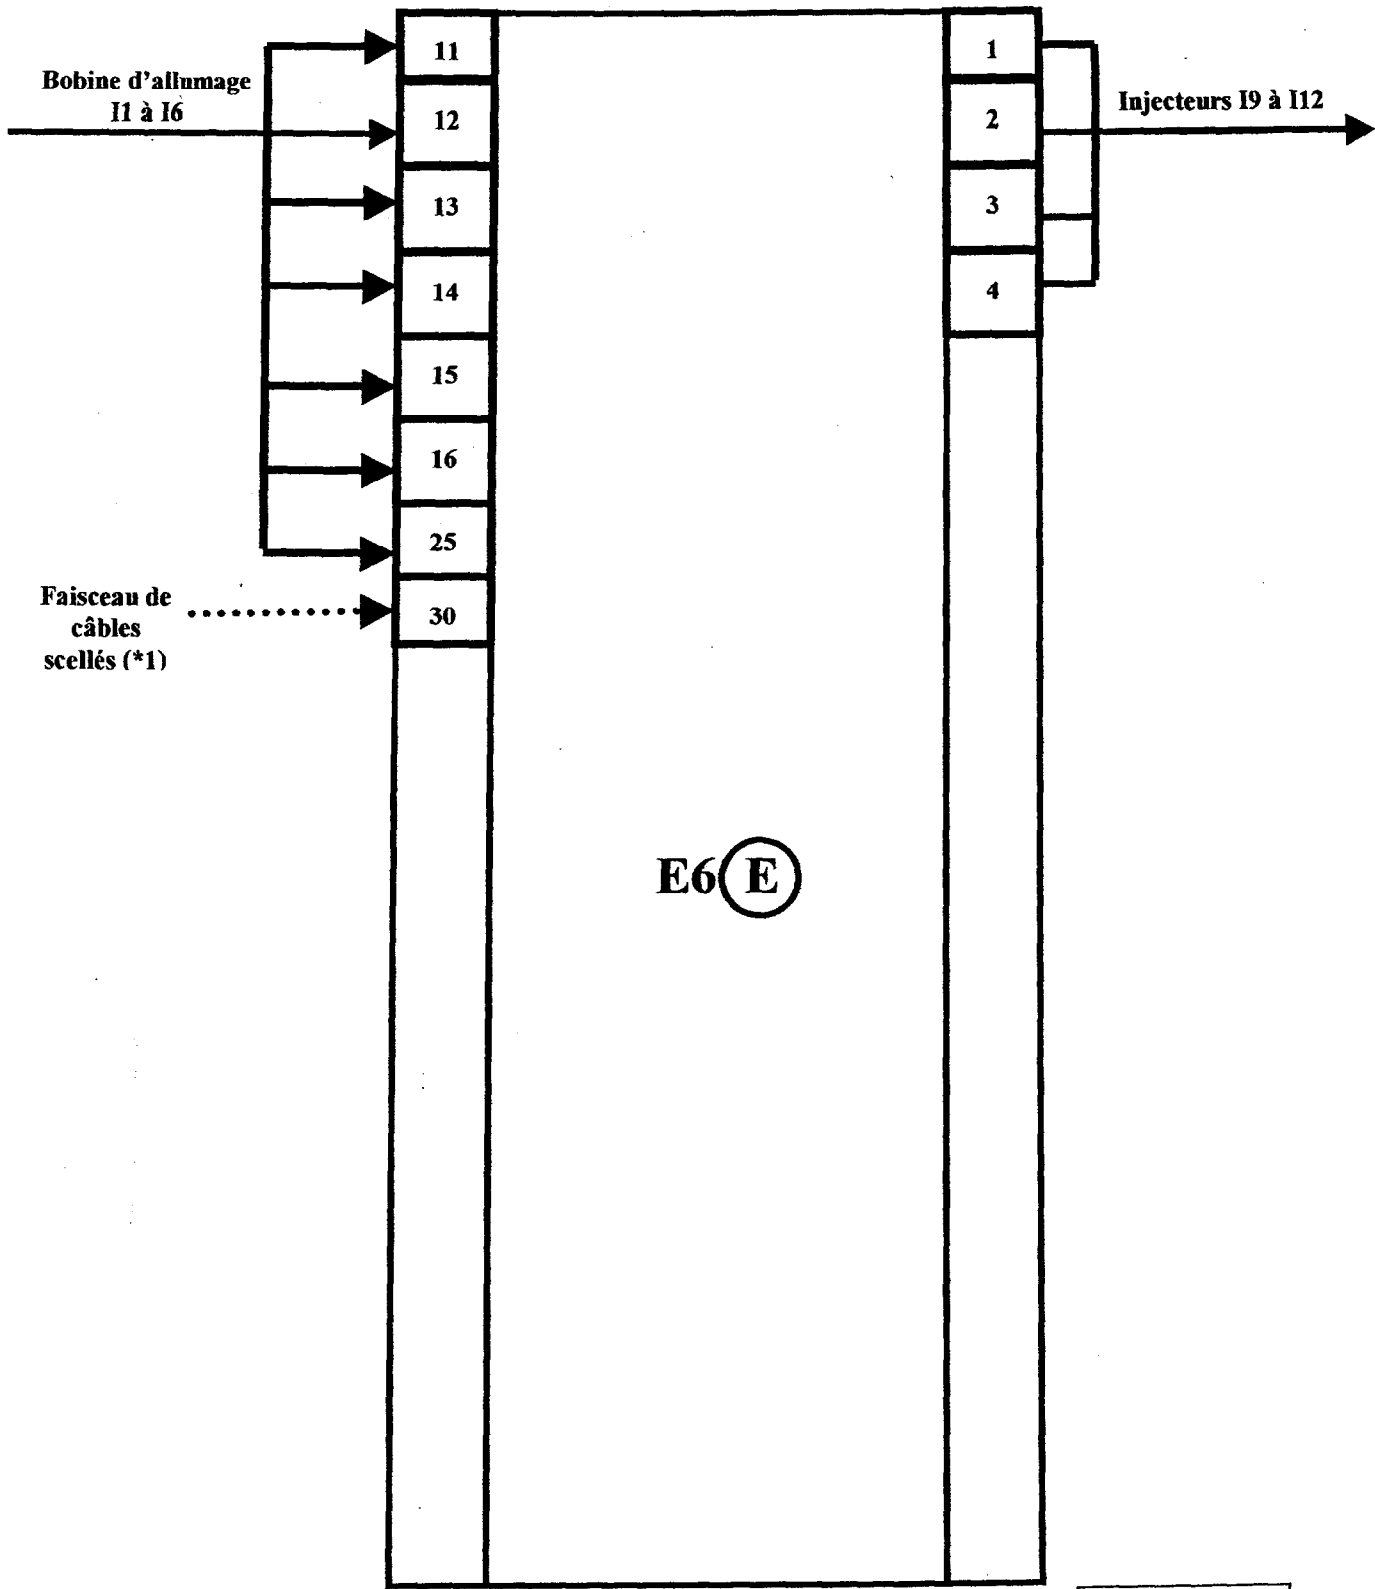 Bobine d'allumage
I1 à I6
11
12
13
14
15
16
25
30
Faisceau de
câbles
scellés (*1)
1
2
3
4
Injecteurs I9 à I12
E6 E